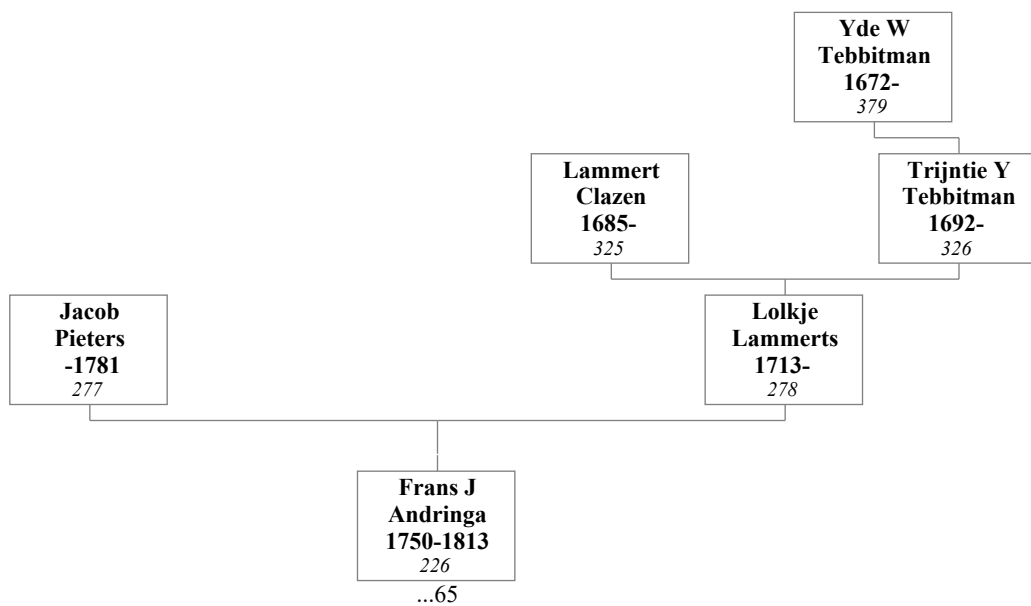 Yde W
Tebbitman
1672-
379
Lammert
Clazen
1685-
325
Trijntie Y
Tebbitman
1692-
326
Jacob
Pieters
-1781
277
Lolkje
Lammerts
1713-
278
Frans J
Andringa
1750-1813
226
...65